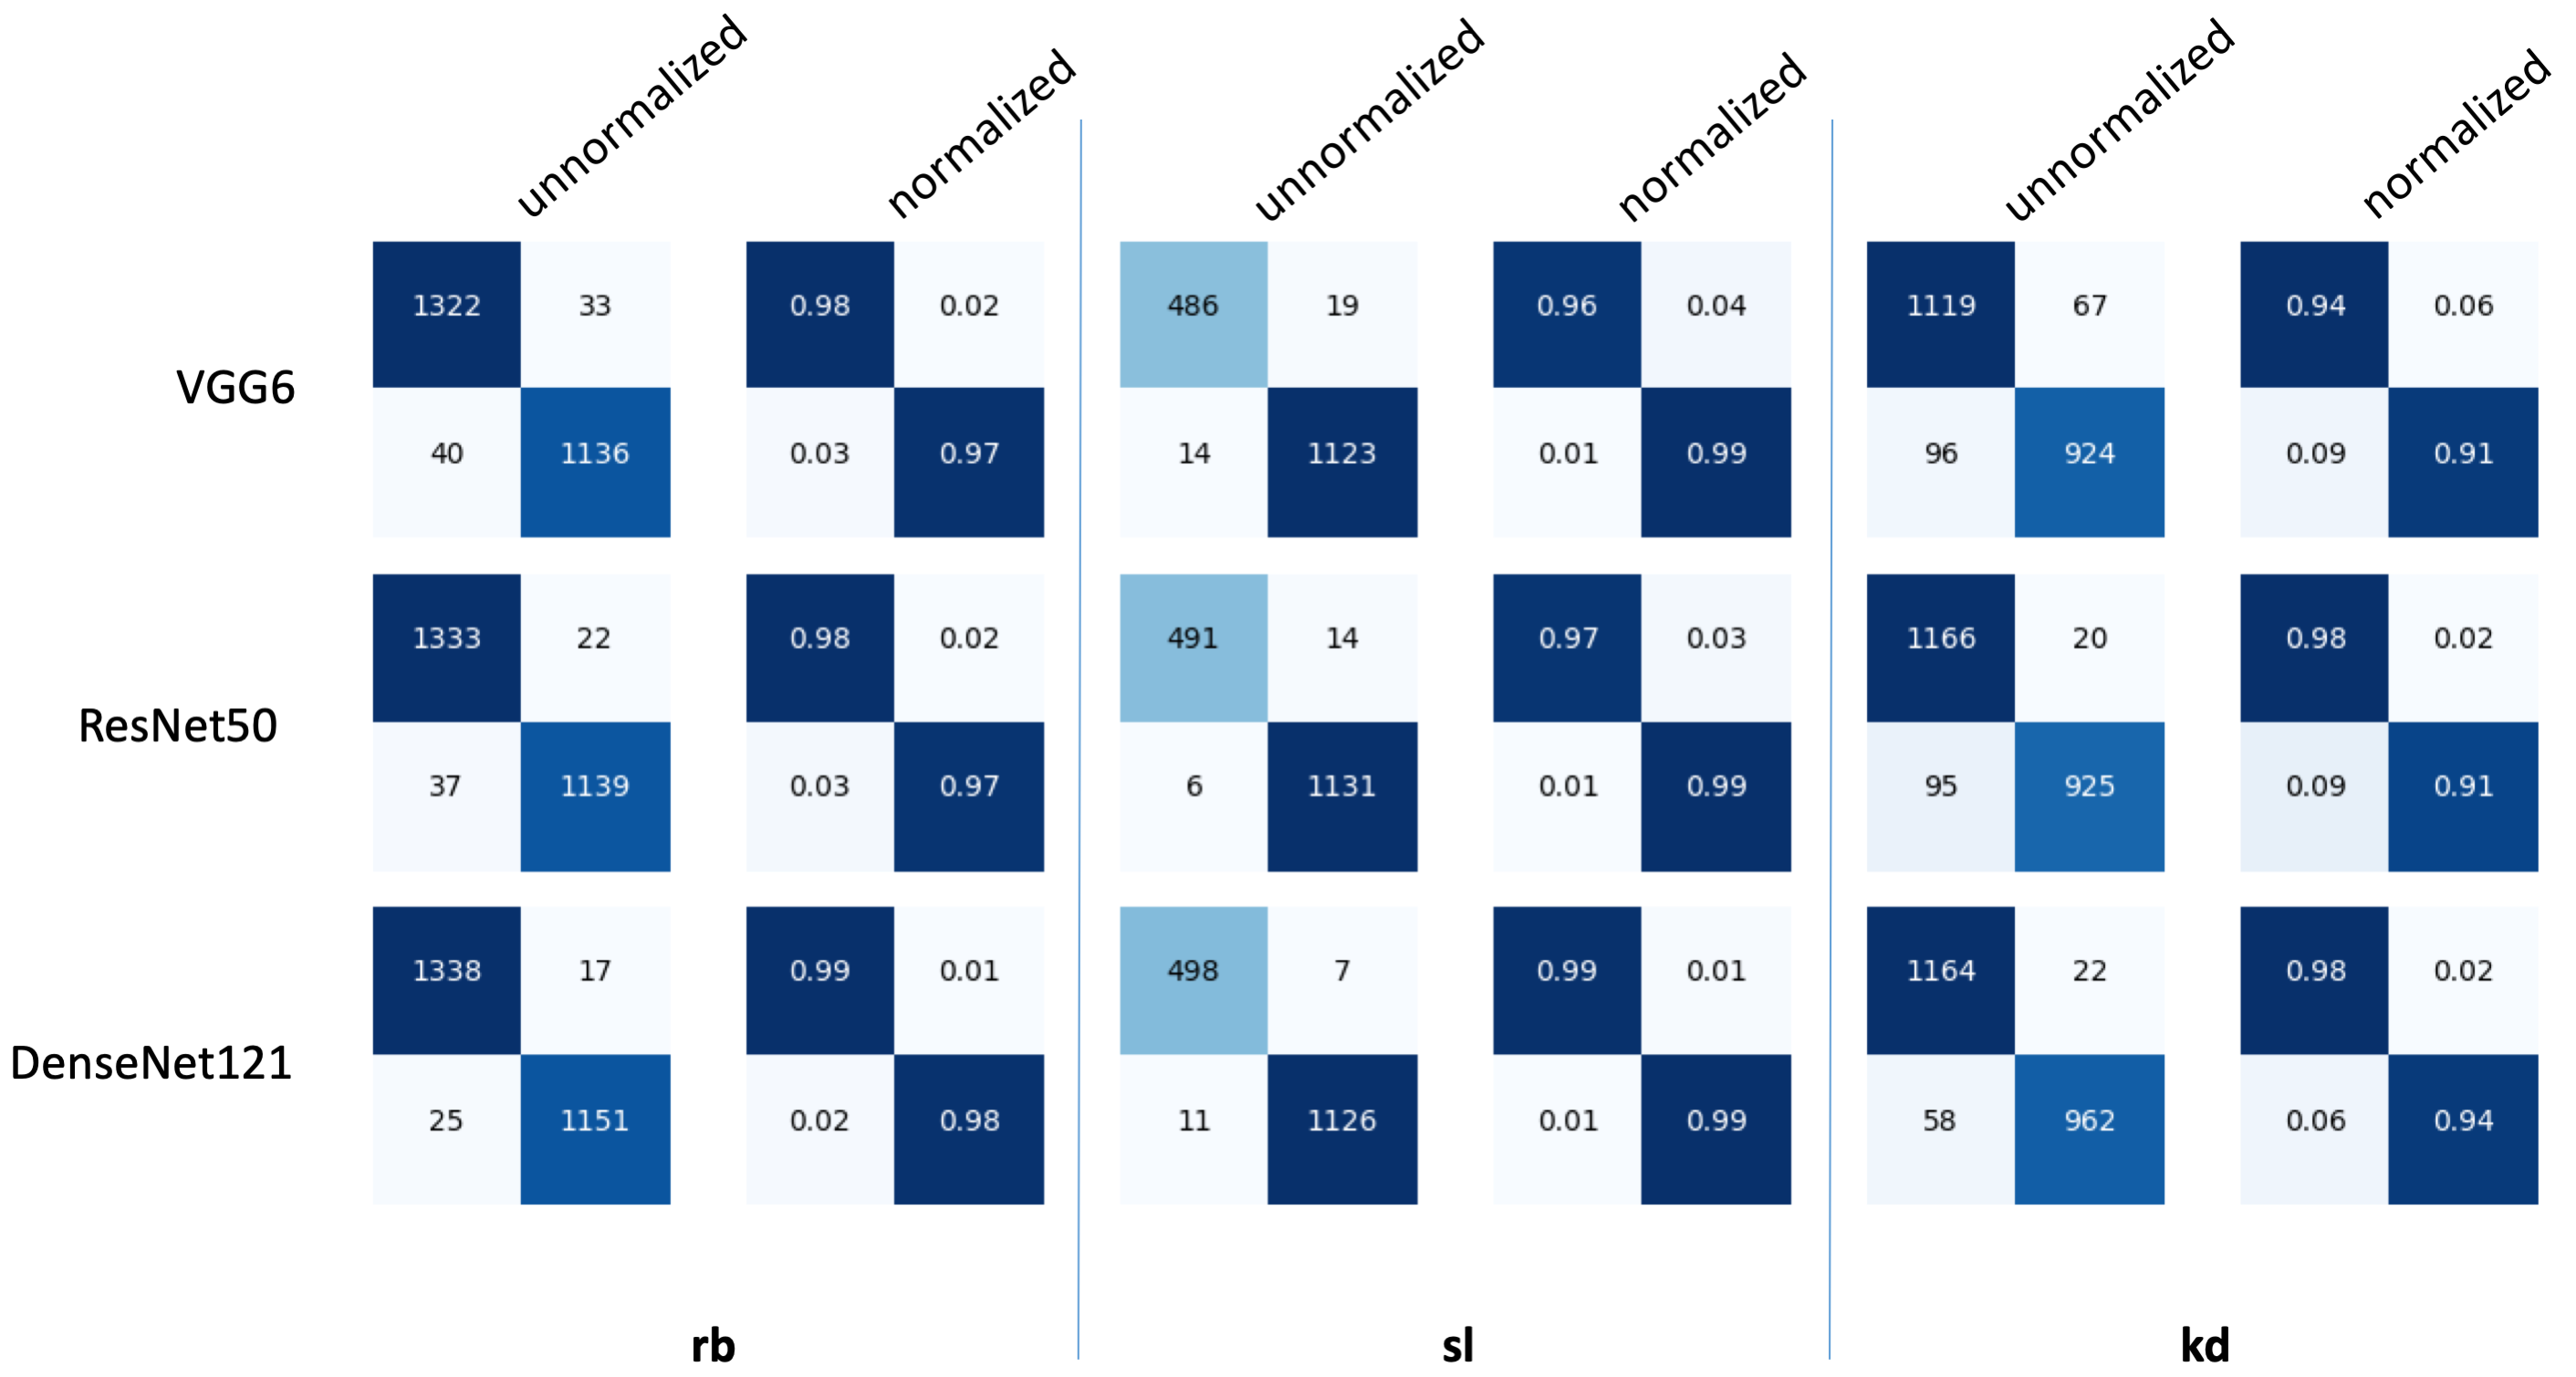 unnormalized normalized unnormalized normalized unnormalized normalized
1322 33 0.98 0.02 486 19 0.96 0.04 1119 67 0.94 0.06
VGG6
40 1136 0.03 0.97 14 1123 0.01 0.99 96 924 0.09 0.91
1333 22 0.98 0.02 491 14 0.97 0.03 1166 20 0.98 0.02
ResNet50
37 1139 0.03 0.97 6 1131 0.01 0.99 95 925 0.09 0.91
1338 17 0.99 0.01 498 7 0.99 0.01 1164 22 0.98 0.02
DenseNet121
25 1151 0.02 0.98 11 1126 0.01 0.99 58 962 0.06 0.94
rb sl kd